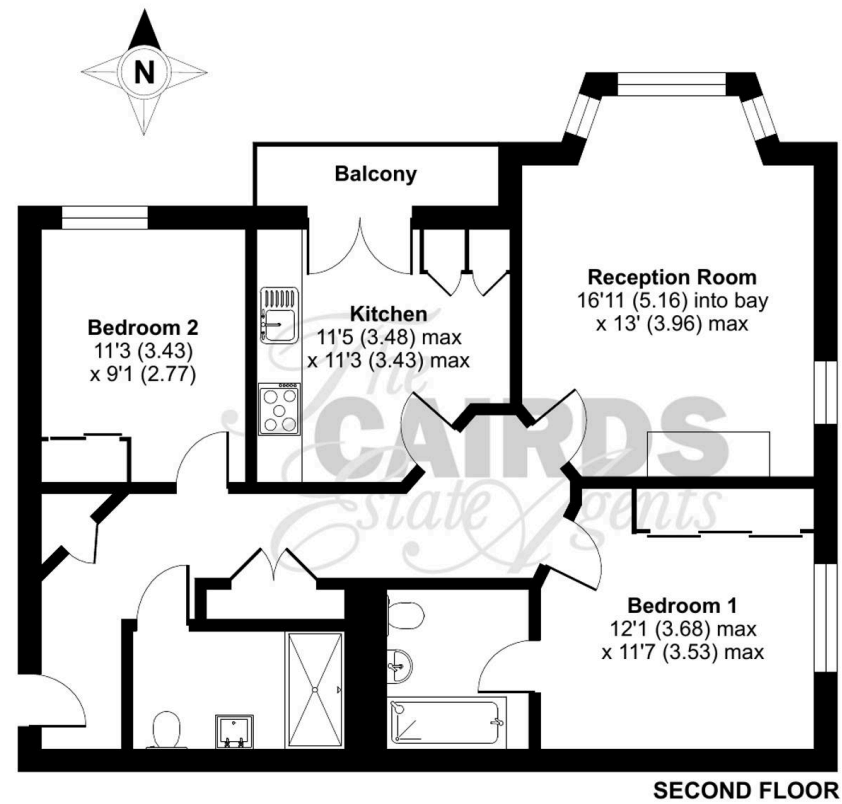 N
Balcony
Reception Room
16'11 (5.16) into bay
x 13' (3.96) max
Kitchen
11'5 (3.48) max
x 11'3 (3.43) max
Bedroom 2
11'3 (3.43)
x 9'1 (2.77)
The
CAIRDS
Estate Agents
Bedroom 1
12'1 (3.68) max
x 11'7 (3.53) max
SECOND FLOOR